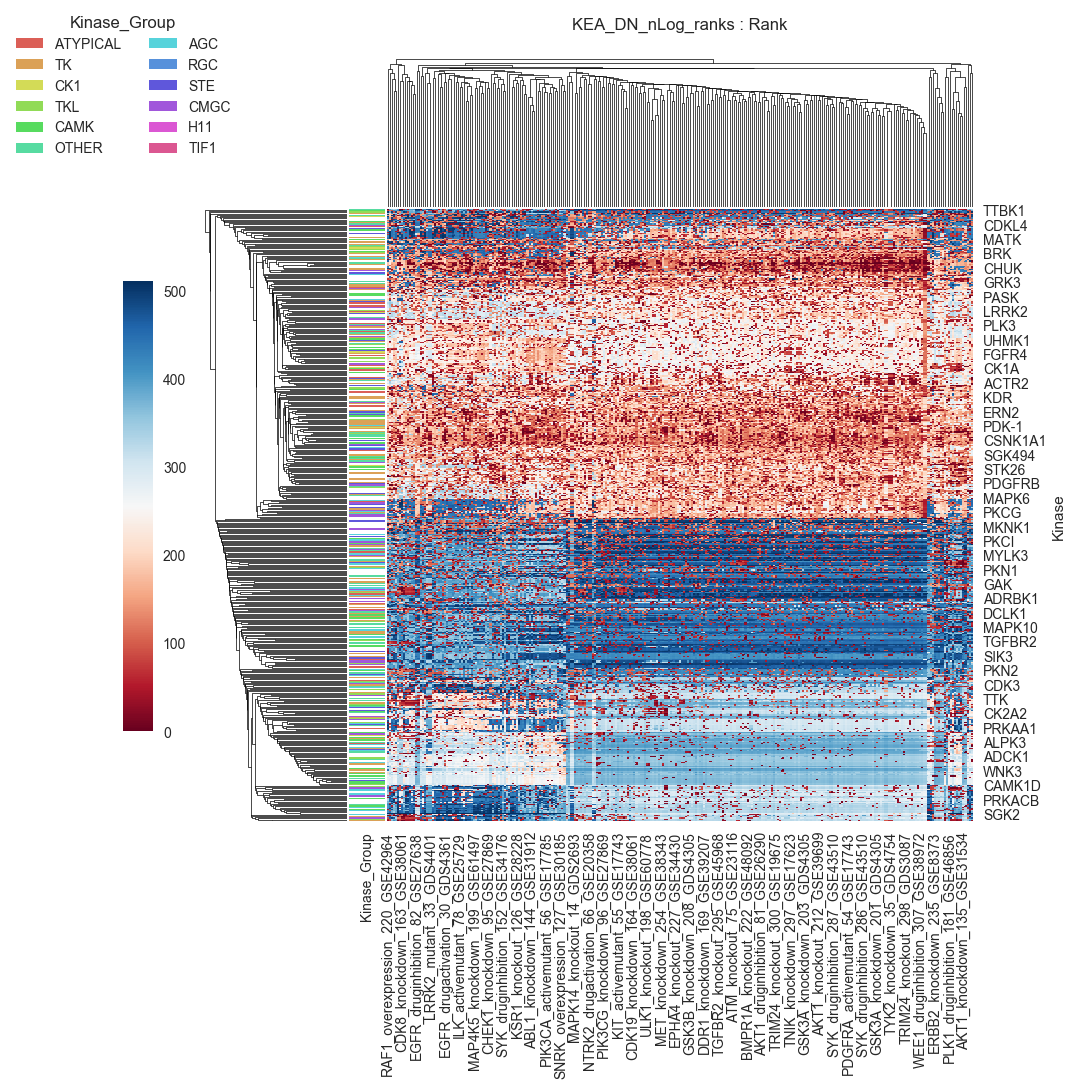 Kinase_Group
ATYPICAL
TK
CK1
TKL
CAMK
OTHER
AGC
RGC
STE
CMGC
H11
TIF1
KEA_DN_nLog_ranks : Rank
500
400
300
200
100
0
TTBK1
CDKL4
MATK
BRK
CHUK
GRK3
PASK
LRRK2
PLK3
UHMK1
FGFR4
CK1A
ACTR2
KDR
ERN2
PDK-1
CSNK1A1
SGK494
STK26
PDGFRB
MAPK6
PKCG
MKNK1
PKCI
MYLK3
PKN1
GAK
ADRBK1
DCLK1
MAPK10
TGFBR2
SIK3
PKN2
CDK3
TTK
CK2A2
PRKAA1
ALPK3
ADCK1
WNK3
CAMK1D
PRKACB
SGK2
Kinase
Kinase_Group
RAF1_overexpression_220_GSE42964
CDK8_knockdown_163_GSE38061
EGFR_druginhibition_82_GSE27638
LRRK2_mutant_33_GDS4401
EGFR_drugactivation_30_GDS4361
ILK_activemutant_78_GSE25729
MAP4K5_knockdown_199_GSE61497
CHEK1_knockdown_95_GSE27869
SYK_druginhibition_152_GSE34176
KSR1_knockout_126_GSE28228
ABL1_knockdown_144_GSE31912
PIK3CA_activemutant_56_GSE17785
SNRK_overexpression_127_GSE30185
MAPK14_knockout_14_GDS2693
NTRK2_drugactivation_66_GSE20358
PIK3CG_knockdown_96_GSE27869
KIT_activemutant_55_GSE17743
CDK19_knockdown_164_GSE38061
ULK1_knockout_198_GSE60778
MET_knockdown_254_GSE38343
EPHA4_knockout_227_GSE34430
GSK3B_knockdown_208_GDS4305
DDR1_knockdown_169_GSE39207
TGFBR2_knockout_295_GSE45968
ATM_knockout_75_GSE23116
BMPR1A_knockout_222_GSE48092
AKT1_druginhibition_81_GSE26290
TRIM24_knockout_300_GSE19675
TNIK_knockdown_297_GSE17623
GSK3A_knockdown_203_GDS4305
AKT1_knockout_212_GSE39699
SYK_druginhibition_287_GSE43510
PDGFRA_activemutant_54_GSE17743
SYK_druginhibition_286_GSE43510
GSK3A_knockdown_201_GDS4305
TYK2_knockdown_35_GDS4754
TRIM24_knockout_298_GDS3087
WEE1_druginhibition_307_GSE38972
ERBB2_knockdown_235_GSE8373
PLK1_druginhibition_181_GSE46856
AKT1_knockdown_135_GSE31534